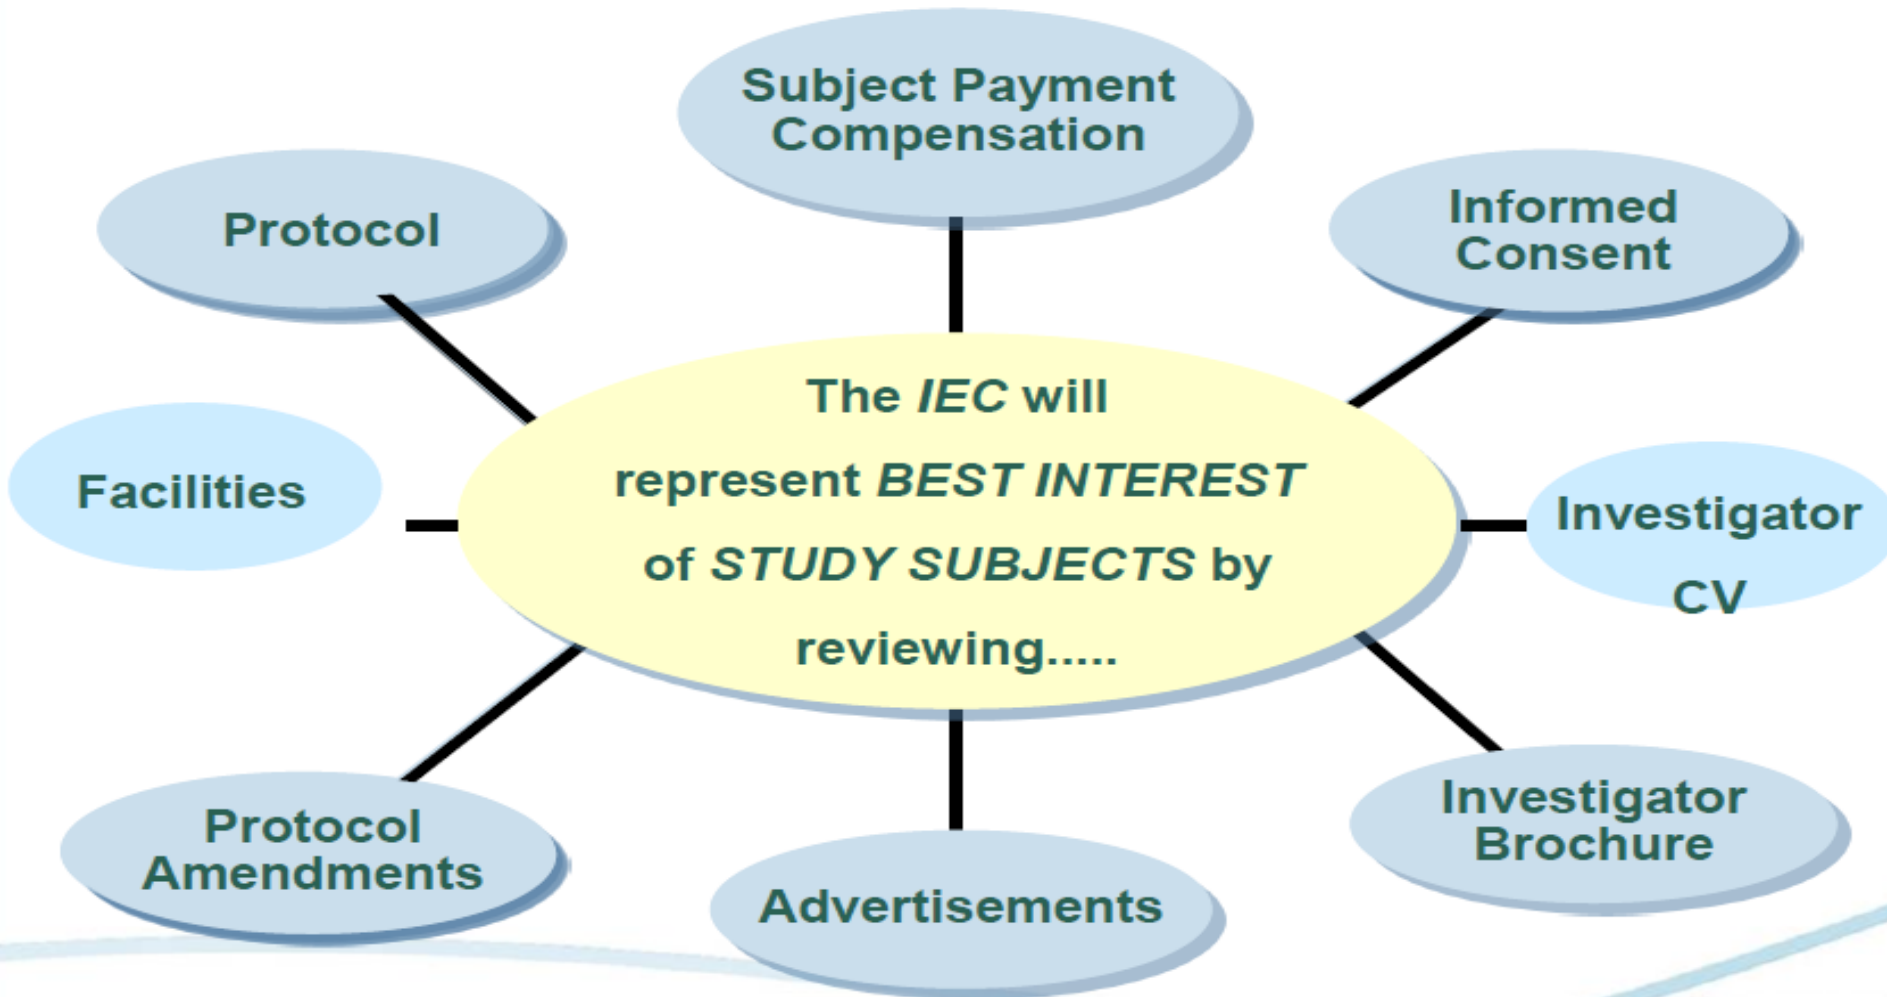 Subject Payment
Compensation
Protocol
Informed
Consent
The IEC will
represent BEST INTEREST
of STUDY SUBJECTS by
reviewing.....
Facilities
Investigator
CV
Protocol
Amendments
Advertisements
Investigator
Brochure